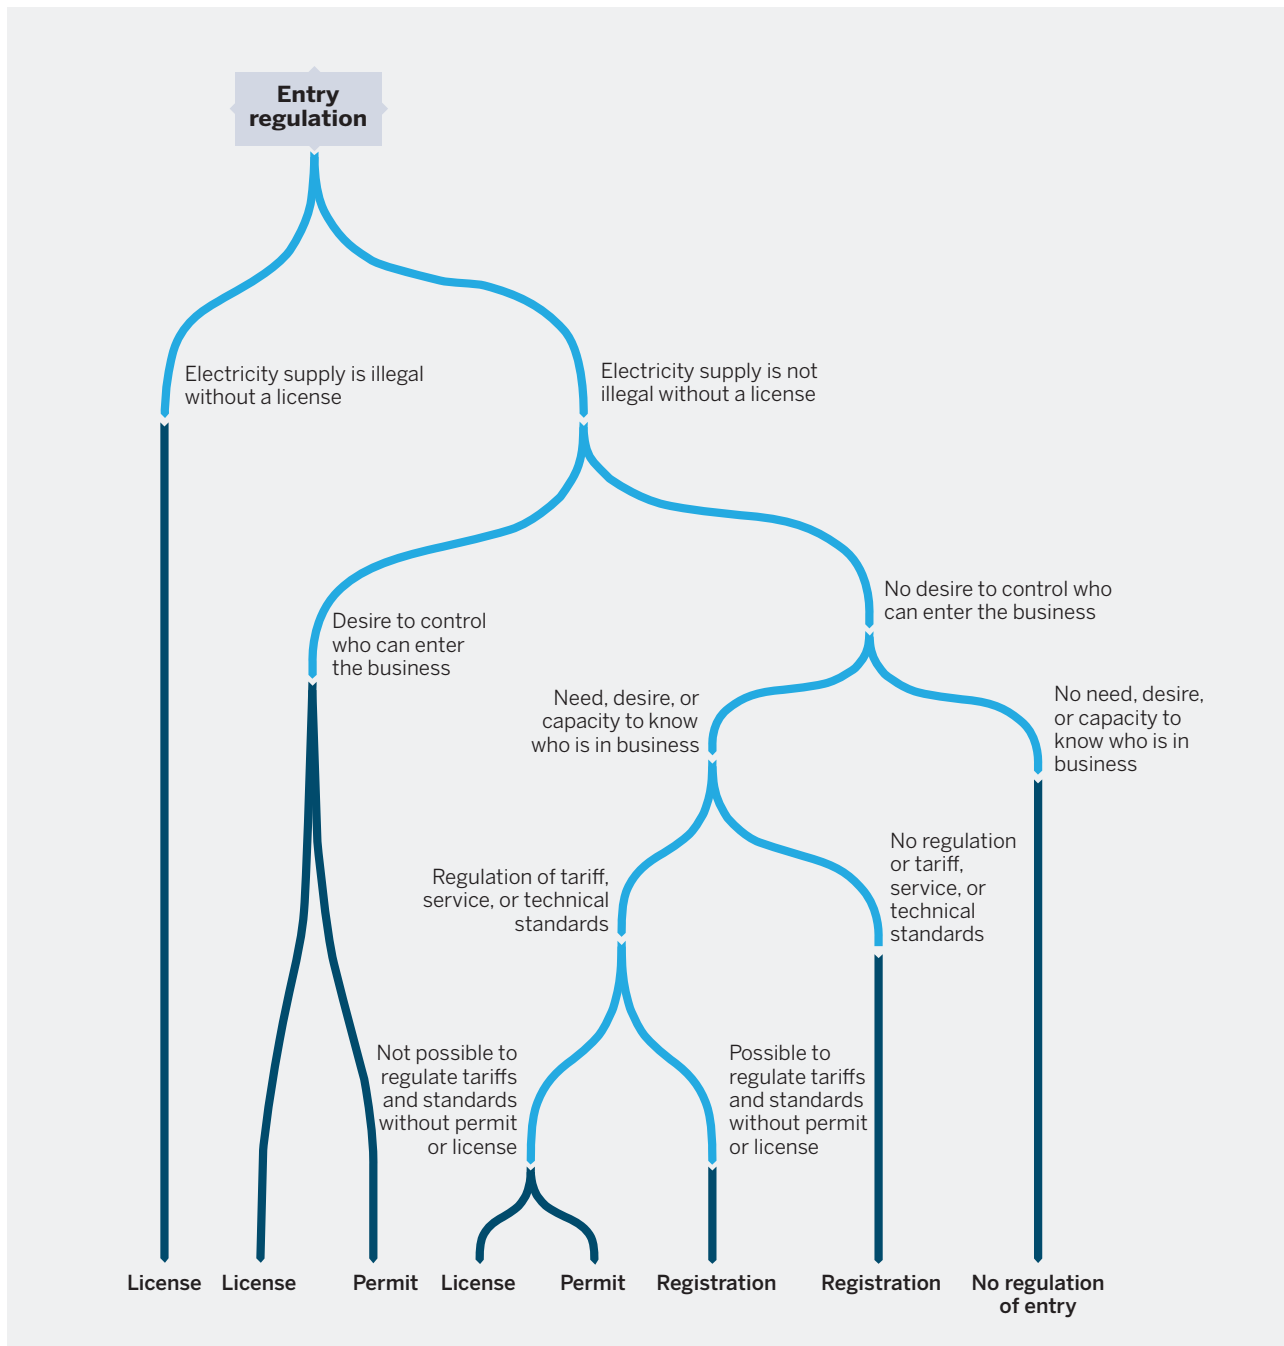 Entry
regulation
Electricity supply is illegal
without a license
Electricity supply is not
illegal without a license
Desire to control
who can enter
the business
No desire to control who
can enter the business
Need, desire, or
capacity to know
who is in business
No need, desire,
or capacity to
know who is in
business
Regulation of tariff,
service, or technical
standards
No regulation
or tariff,
service, or
technical
standards
Not possible to
regulate tariffs
and standards
without permit
or license
Possible to
regulate tariffs
and standards
without permit
or license
License
License
Permit
License
Permit
Registration
Registration
No regulation
of entry